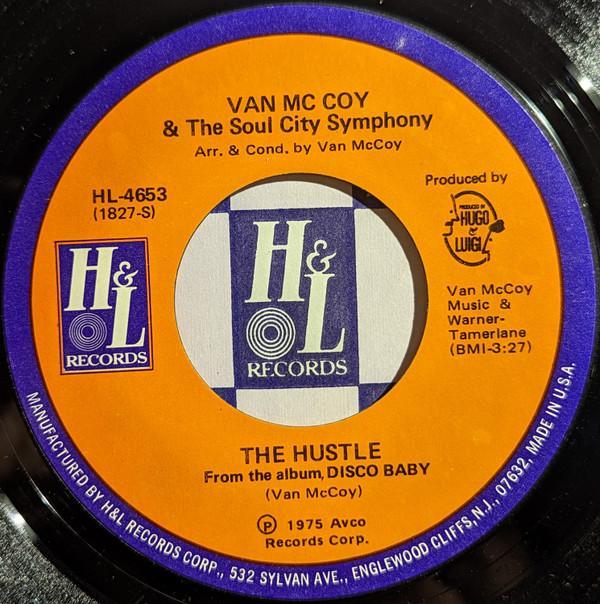 VAN MC COY
& The Soul City Symphony
Arr. & Cond. by Van McCoy
HL-4653
(1827-S)
Produced by
PRODUCED BY
HUGO
&
LUIGI
H&L
RECORDS
H&L
RECORDS
Van McCoy
Music &
Warner-
Tamerlane
(BMI-3:27)
THE HUSTLE
From the album, DISCO BABY
(Van McCoy)
Ⓟ 1975 Avco
Records Corp.
MANUFACTURED BY H&L RECORDS CORP., 532 SYLVAN AVE., ENGLEWOOD CLIFFS, N.J., 07632, MADE IN U.S.A.